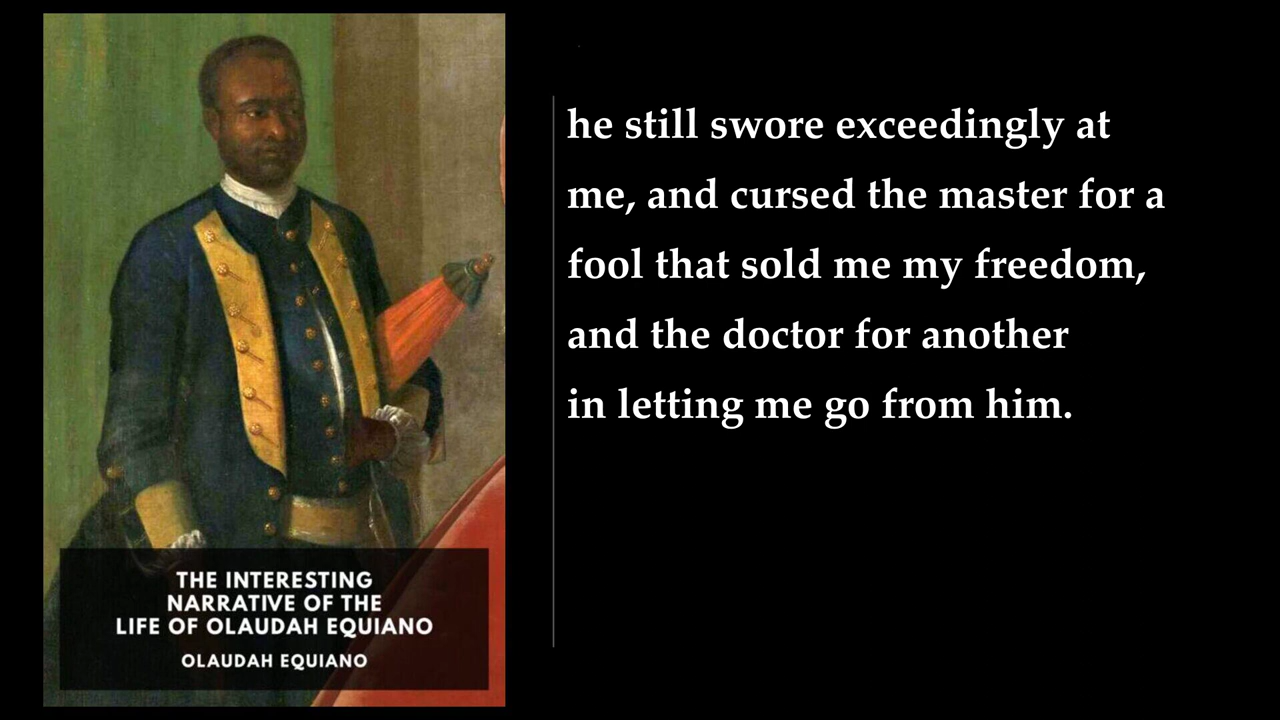 he still swore exceedingly at
me, and cursed the master for a
fool that sold me my freedom,
and the doctor for another
in letting me go from him.
THE INTERESTING
NARRATIVE OF THE
LIFE OF OLAUDAH EQUIANO
OLAUDAH EQUIANO